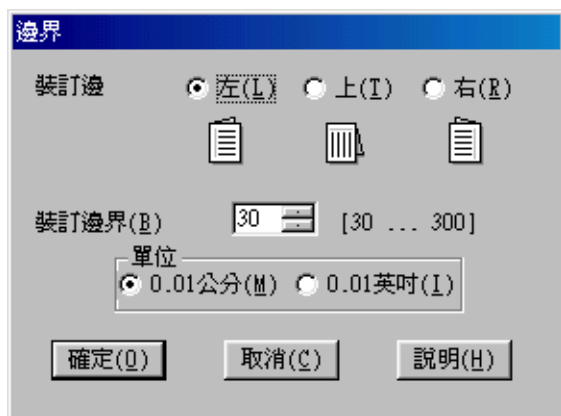 邊界
裝訂邊 左(L) 上(T) 右(R)
裝訂邊界(B) 30 [30 ... 300]
單位
0.01公分(M) 0.01英吋(I)
確定(O) 取消(C) 說明(H)